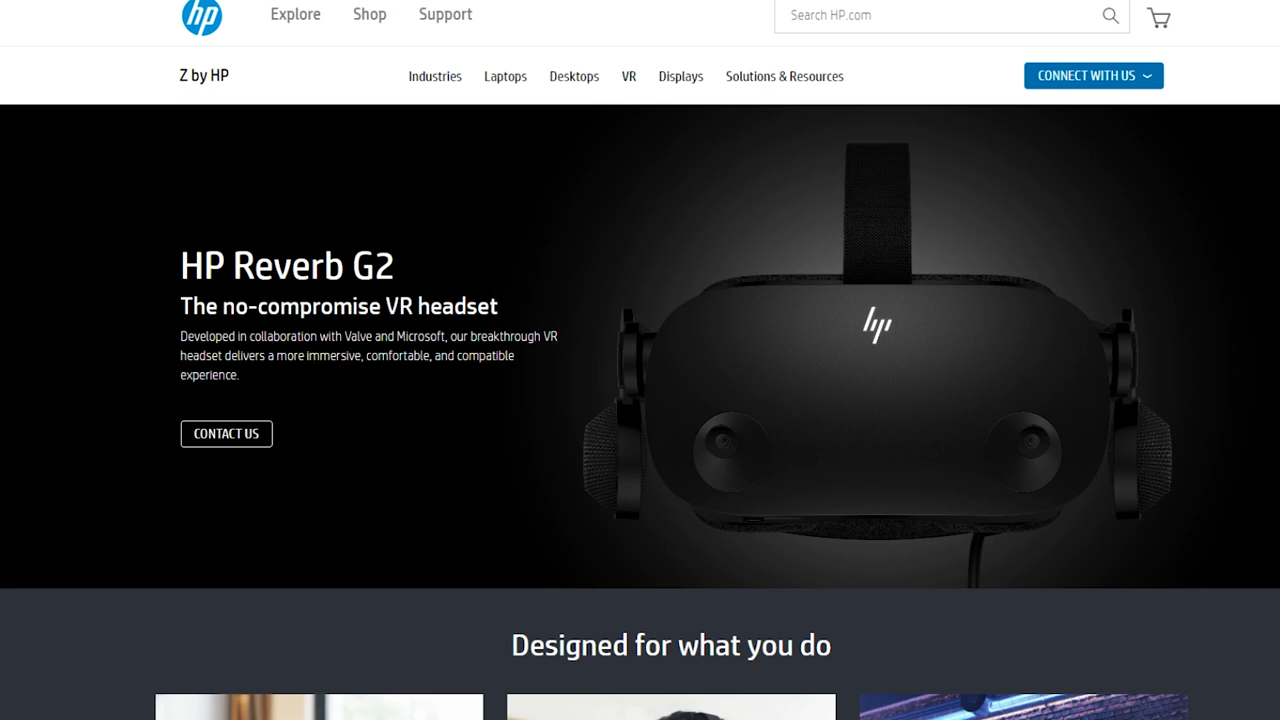 hp
Explore Shop Support
Search HP.com
Z by HP
Industries Laptops Desktops VR Displays Solutions & Resources
CONNECT WITH US
HP Reverb G2
The no-compromise VR headset
Developed in collaboration with Valve and Microsoft, our breakthrough VR
headset delivers a more immersive, comfortable, and compatible
experience.
CONTACT US
hp
Designed for what you do